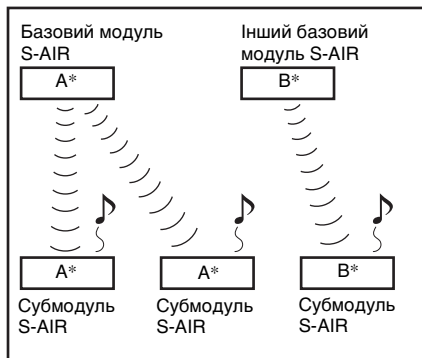 Базовий модуль
S-AIR
Інший базовий
модуль S-AIR
A*
B*
A*
A*
B*
Субмодуль
S-AIR
Субмодуль
S-AIR
Субмодуль
S-AIR